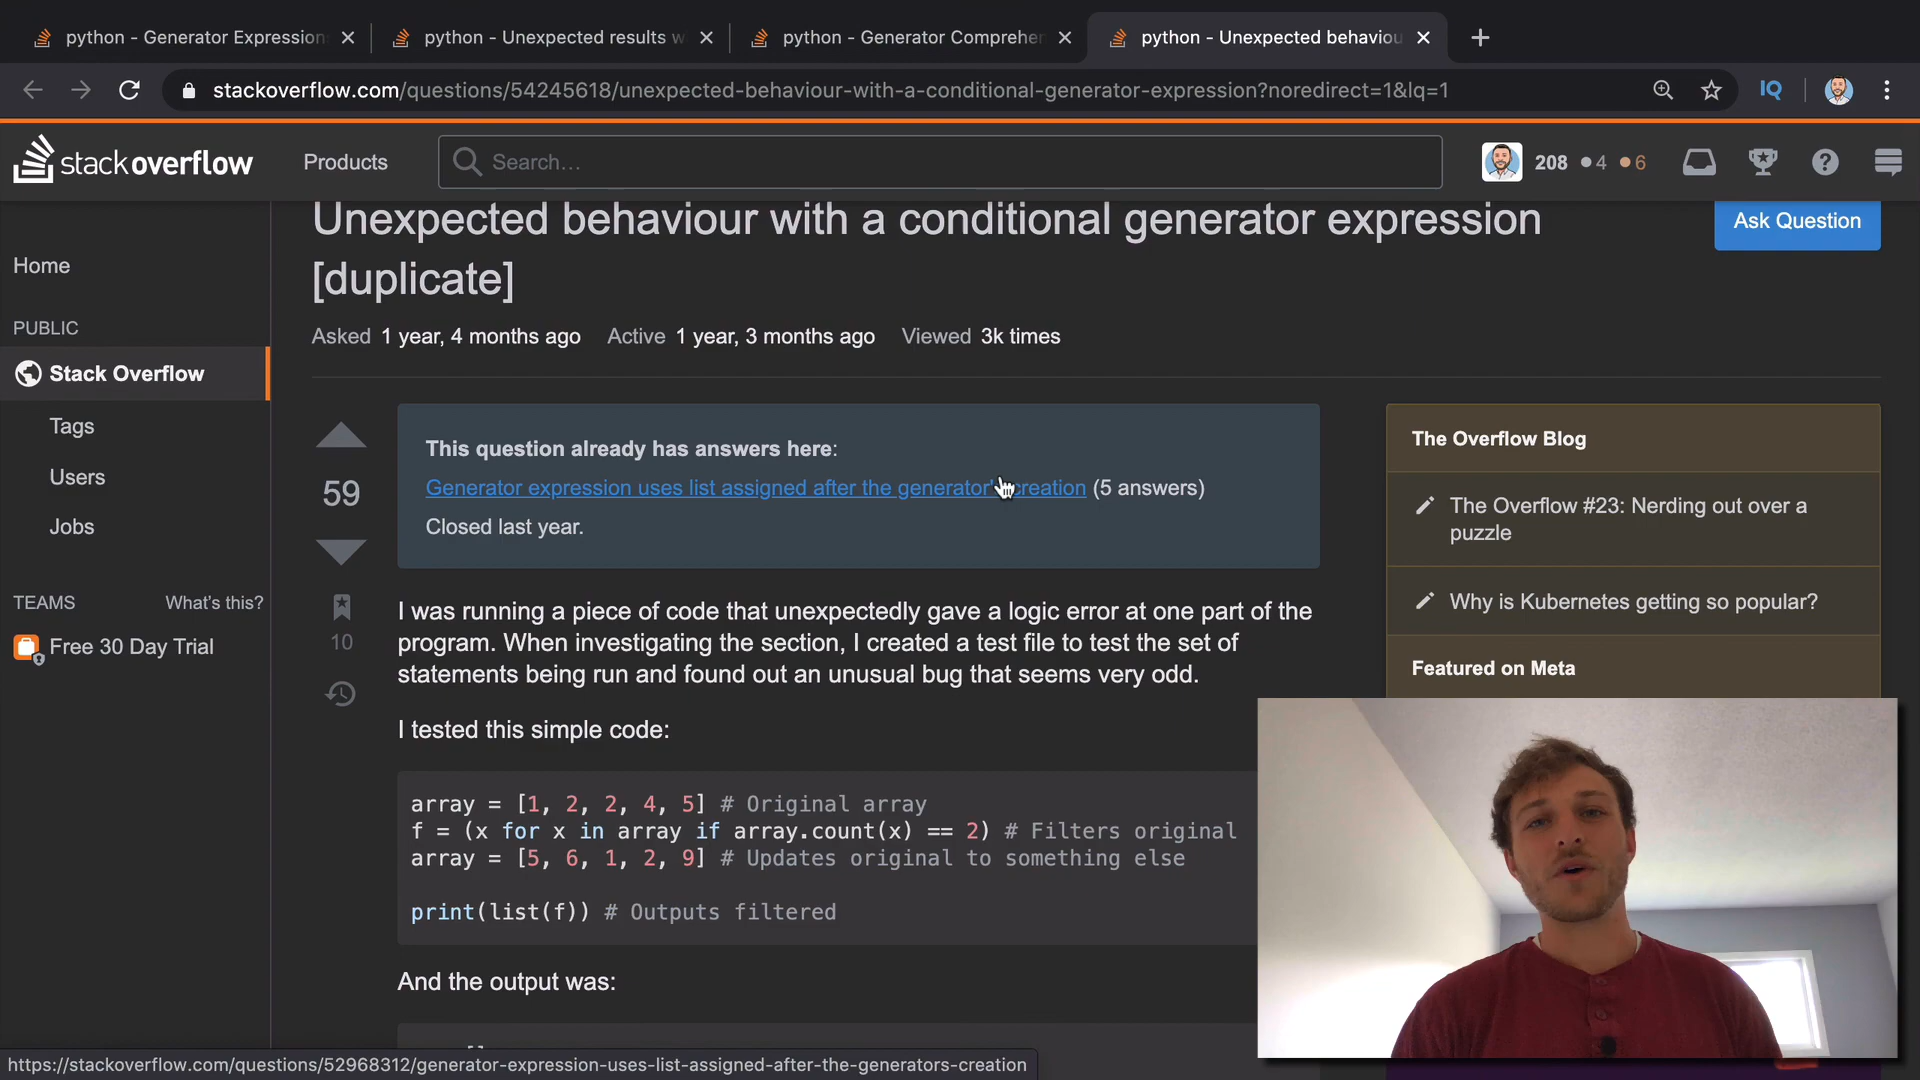 python - Generator Expression
python - Unexpected results w
python - Generator Comprehen
python - Unexpected behaviou
stackoverflow.com/questions/54245618/unexpected-behaviour-with-a-conditional-generator-expression?noredirect=1&lq=1
IQ
stack overflow
Products
Search...
208
4
6
Unexpected behaviour with a conditional generator expression
[duplicate]
Ask Question
Asked 1 year, 4 months ago Active 1 year, 3 months ago Viewed 3k times
Home
PUBLIC
Stack Overflow
Tags
Users
Jobs
TEAMS What's this?
Free 30 Day Trial
59
10
This question already has answers here:
Generator expression uses list assigned after the generator' creation (5 answers)
Closed last year.
I was running a piece of code that unexpectedly gave a logic error at one part of the
program. When investigating the section, I created a test file to test the set of
statements being run and found out an unusual bug that seems very odd.
I tested this simple code:
array = [1, 2, 2, 4, 5] # Original array
f = (x for x in array if array.count(x) == 2) # Filters original
array = [5, 6, 1, 2, 9] # Updates original to something else
print(list(f)) # Outputs filtered
And the output was:
The Overflow Blog
The Overflow #23: Nerding out over a
puzzle
Why is Kubernetes getting so popular?
Featured on Meta
https://stackoverflow.com/questions/52968312/generator-expression-uses-list-assigned-after-the-generators-creation